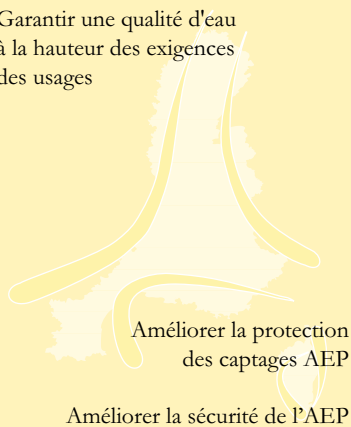 Garantir une qualité d'eau
à la hauteur des exigences
des usages
Améliorer la protection
des captages AEP
Améliorer la sécurité de l’AEP